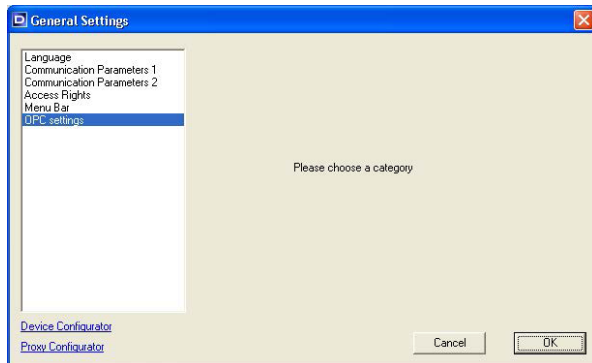 General Settings
Language
Communication Parameters 1
Communication Parameters 2
Access Rights
Menu Bar
OPC settings
Please choose a category
Device Configurator
Proxy Configurator
Cancel
OK